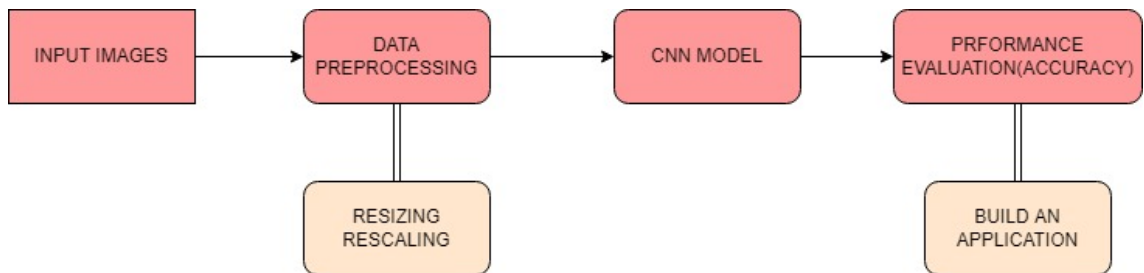 INPUT IMAGES
DATA
PREPROCESSING
CNN MODEL
PRFORMANCE
EVALUATION(ACCURACY)
RESIZING
RESCALING
BUILD AN
APPLICATION